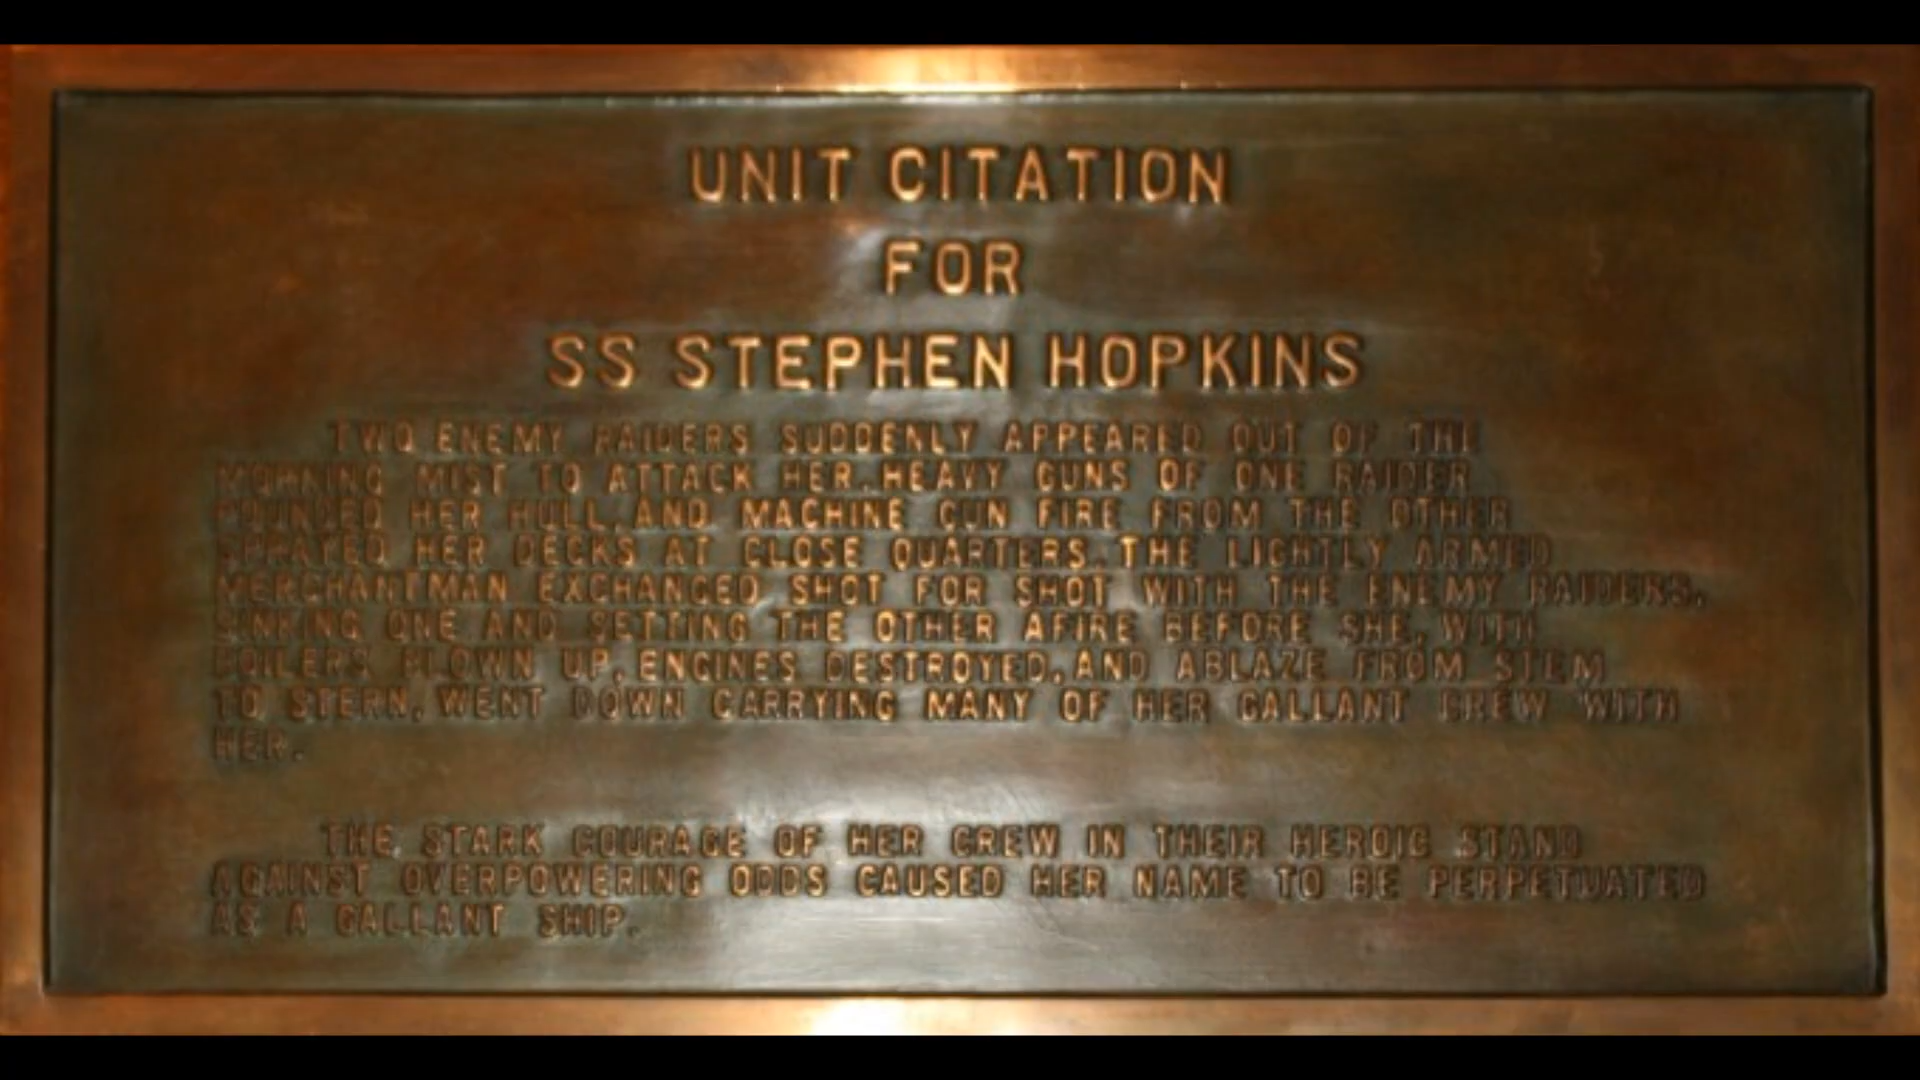 UNIT CITATION
FOR
SS STEPHEN HOPKINS
TWO ENEMY RAIDERS SUDDENLY APPEARED OUT OF THE
MORNING MIST TO ATTACK HER. HEAVY GUNS OF ONE RAIDER
POUNDED HER HULL, AND MACHINE GUN FIRE FROM THE OTHER
SPRAYED HER DECKS AT CLOSE QUARTERS. THE LIGHTLY ARMED
MERCHANTMAN EXCHANGED SHOT FOR SHOT WITH THE ENEMY RAIDERS,
SINKING ONE AND SETTING THE OTHER AFIRE BEFORE SHE, WITH
BOILERS BLOWN UP, ENGINES DESTROYED, AND ABLAZE FROM STEM
TO STERN, WENT DOWN CARRYING MANY OF HER GALLANT CREW WITH
HER.
THE STARK COURAGE OF HER CREW IN THEIR HEROIC STAND
AGAINST OVERPOWERING ODDS CAUSED HER NAME TO BE PERPETUATED
AS A GALLANT SHIP.